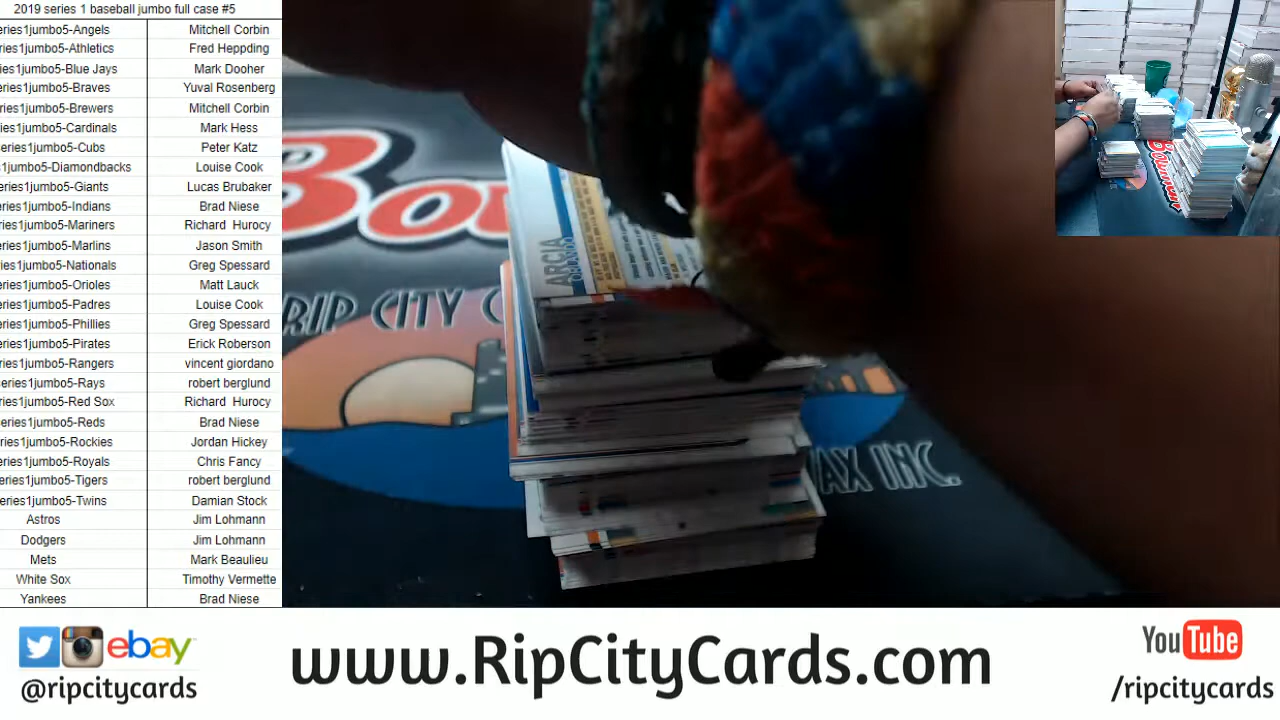 2019 series 1 baseball jumbo full case #5
eries1jumbo5-Angels Mitchell Corbin
eries1jumbo5-Athletics Fred Heppding
ies1jumbo5-Blue Jays Mark Dooher
eries1jumbo5-Braves Yuval Rosenberg
eries1jumbo5-Brewers Mitchell Corbin
eries1jumbo5-Cardinals Mark Hess
eries1jumbo5-Cubs Peter Katz
s1jumbo5-Diamondbacks Louise Cook
eries1jumbo5-Giants Lucas Brubaker
eries1jumbo5-Indians Brad Niese
eries1jumbo5-Mariners Richard Hurocy
eries1jumbo5-Marlins Jason Smith
eries1jumbo5-Nationals Greg Spessard
eries1jumbo5-Orioles Matt Lauck
eries1jumbo5-Padres Louise Cook
eries1jumbo5-Phillies Greg Spessard
eries1jumbo5-Pirates Erick Roberson
eries1jumbo5-Rangers vincent giordano
eries1jumbo5-Rays robert berglund
eries1jumbo5-Red Sox Richard Hurocy
eries1jumbo5-Reds Brad Niese
eries1jumbo5-Rockies Jordan Hickey
eries1jumbo5-Royals Chris Fancy
eries1jumbo5-Tigers robert berglund
eries1jumbo5-Twins Damian Stock
Astros Jim Lohmann
Dodgers Jim Lohmann
Mets Mark Beaulieu
White Sox Timothy Vermette
Yankees Brad Niese
Bow
ARCIA
ORLANDO
RIP CITY C
WAX INC.
Bowman
ebay
@ripcitycards
www.RipCityCards.com
YouTube
/ripcitycards